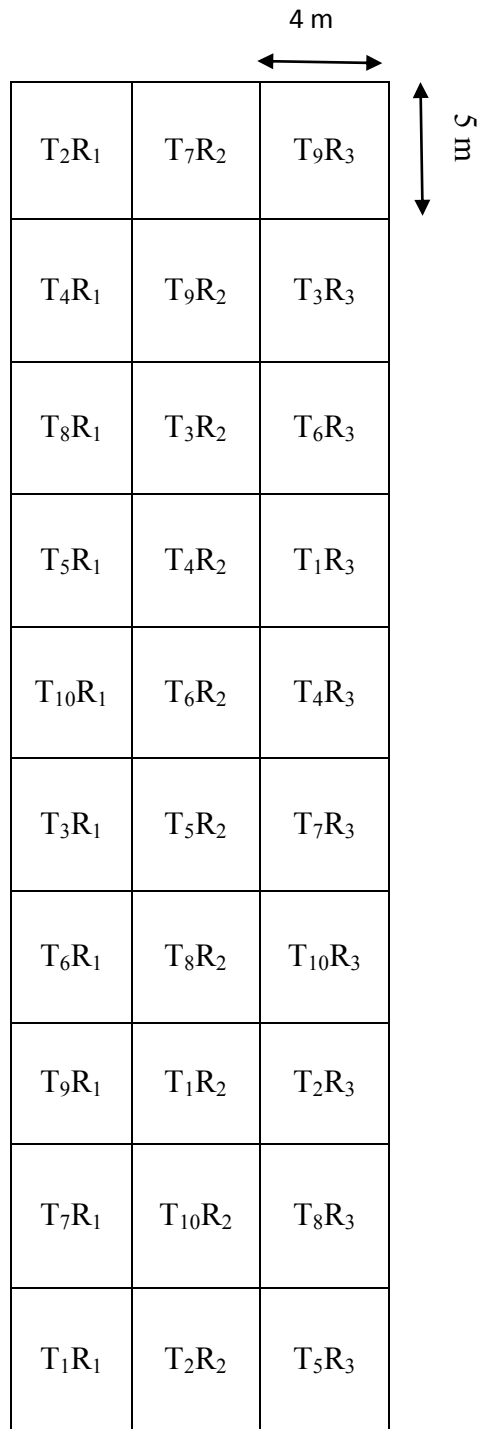 4 m
5 m
T₂R₁ T₇R₂ T₉R₃
T₄R₁ T₉R₂ T₃R₃
T₈R₁ T₃R₂ T₆R₃
T₅R₁ T₄R₂ T₁R₃
T₁₀R₁ T₆R₂ T₄R₃
T₃R₁ T₅R₂ T₇R₃
T₆R₁ T₈R₂ T₁₀R₃
T₉R₁ T₁R₂ T₂R₃
T₇R₁ T₁₀R₂ T₈R₃
T₁R₁ T₂R₂ T₅R₃